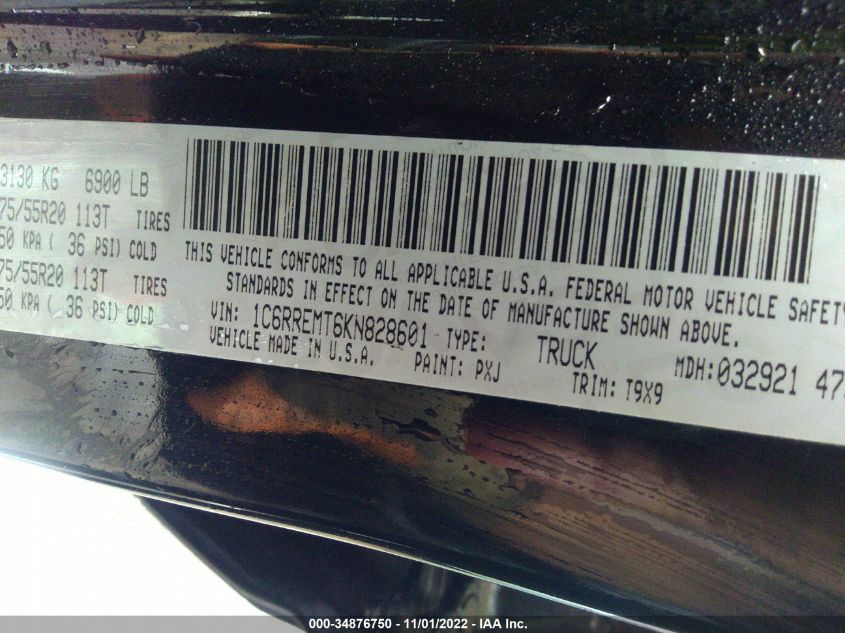 3130 KG 6900 LB
75/55R20 113T TIRES
50 KPA ( 36 PSI) COLD
75/55R20 113T TIRES
50 KPA ( 36 PSI) COLD
THIS VEHICLE CONFORMS TO ALL APPLICABLE U.S.A. FEDERAL MOTOR VEHICLE SAFETY
STANDARDS IN EFFECT ON THE DATE OF MANUFACTURE SHOWN ABOVE.
VIN: 1C6RREMT6KN828601 TYPE: TRUCK MDH:032921 47
VEHICLE MADE IN U.S.A. PAINT: PXJ TRIM: T9X9
000-34876750 - 11/01/2022 - IAA Inc.